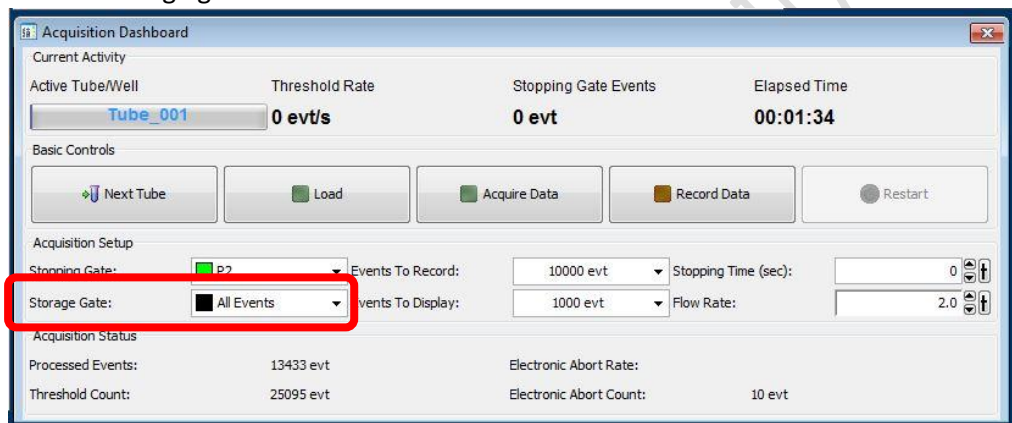 Acquisition Dashboard
Current Activity
Active Tube/Well Threshold Rate Stopping Gate Events Elapsed Time
Tube_001 0 evt/s 0 evt 00:01:34
Basic Controls
Next Tube Load Acquire Data Record Data Restart
Acquisition Setup
Stopping Gate: P2 Events To Record: 10000 evt Stopping Time (sec): 0
Storage Gate: All Events Events To Display: 1000 evt Flow Rate: 2.0
Acquisition Status
Processed Events: 13433 evt Electronic Abort Rate:
Threshold Count: 25095 evt Electronic Abort Count: 10 evt